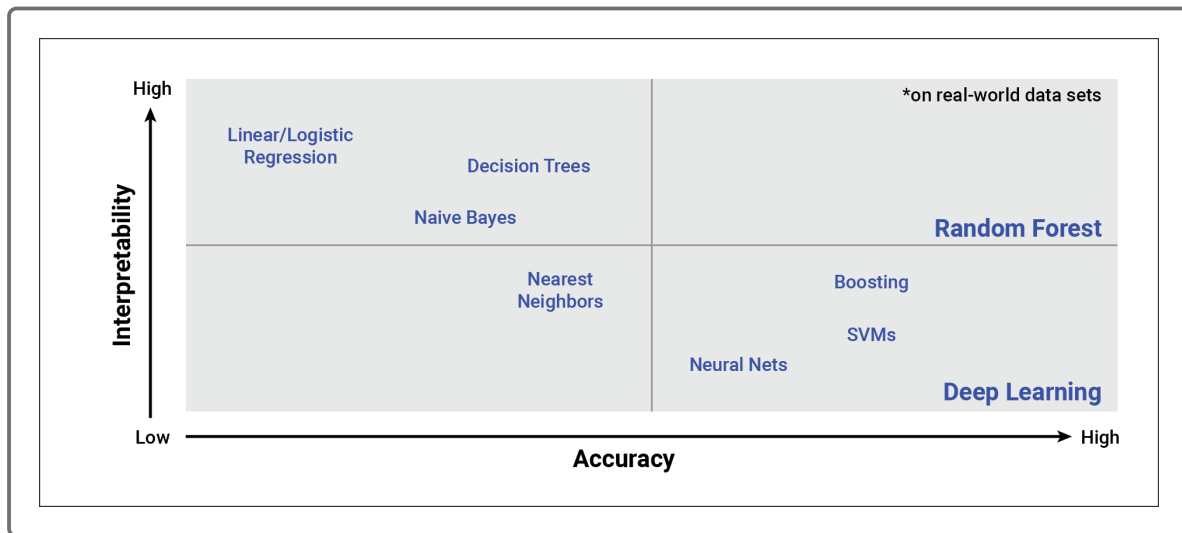 High
*on real-world data sets
Linear/Logistic
Regression
Decision Trees
Naive Bayes
Random Forest
Interpretability
Nearest
Neighbors
Boosting
SVMs
Neural Nets
Deep Learning
Low
High
Accuracy